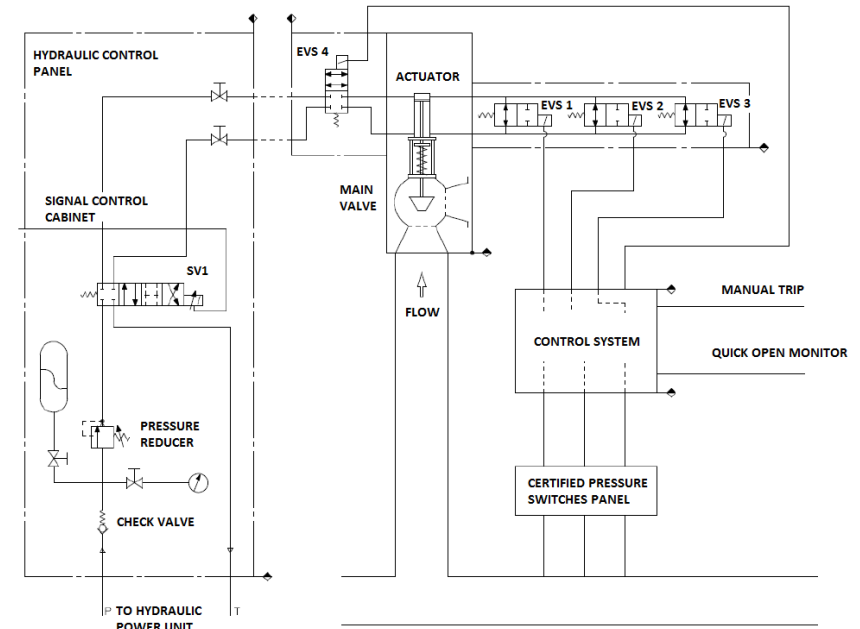 HYDRAULIC CONTROL
PANEL
EVS 4
ACTUATOR
EVS 1
EVS 2
EVS 3
MAIN
VALVE
SIGNAL CONTROL
CABINET
SV1
FLOW
MANUAL TRIP
CONTROL SYSTEM
QUICK OPEN MONITOR
PRESSURE
REDUCER
CERTIFIED PRESSURE
SWITCHES PANEL
CHECK VALVE
P
TO HYDRAULIC
POWER UNIT
T